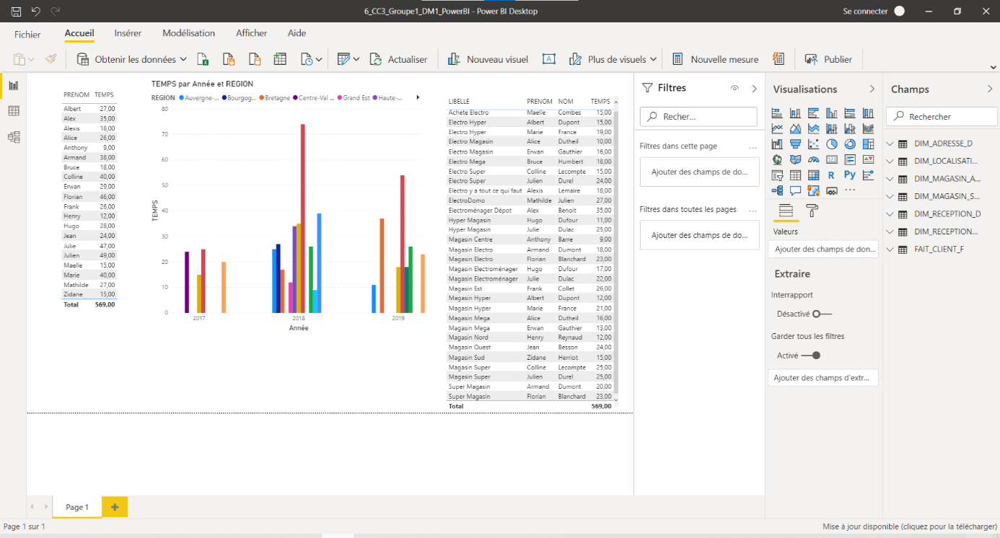 6_CC3_Groupe1_DM1_PowerBI - Power BI Desktop
Se connecter
Fichier Accueil Insérer Modélisation Afficher Aide
Obtenir les données Actualiser Nouveau visuel Plus de visuels Nouvelle mesure Publier
PRENOM TEMPS
Albert 27,00
Alex 35,00
Alexis 18,00
Alice 26,00
Anthony 9,00
Armand 38,00
Bruce 18,00
Colline 40,00
Erwan 29,00
Florian 46,00
Frank 26,00
Henry 12,00
Hugo 28,00
Jean 24,00
Julie 47,00
Julien 49,00
Maelle 15,00
Marie 40,00
Mathilde 27,00
Zidane 15,00
Total 569,00
TEMPS par Année et REGION
REGION Auvergne-... Bourgog... Bretagne Centre-Val ... Grand Est Haute-...
80
70
60
50
40
30
20
10
0
TEMPS
2017 2018 2019
Année
LIBELLE PRENOM NOM TEMPS
Achete Electro Maelle Combes 15,00
Electro Hyper Albert Dupont 15,00
Electro Hyper Marie France 19,00
Electro Magasin Alice Dutheil 10,00
Electro Magasin Erwan Gauthier 16,00
Electro Mega Bruce Humbert 18,00
Electro Super Colline Lecompte 15,00
Electro Super Julien Durel 24,00
Electro y a tout ce qui faut Alexis Lemaire 18,00
ElectroDomo Mathilde Julien 27,00
Electroménager Dépot Alex Benoit 35,00
Hyper Magasin Hugo Dufour 11,00
Hyper Magasin Julie Dulac 25,00
Magasin Centre Anthony Barre 9,00
Magasin Electro Armand Dumont 18,00
Magasin Electro Florian Blanchard 23,00
Magasin Electroménager Hugo Dufour 17,00
Magasin Electroménager Julie Dulac 22,00
Magasin Est Frank Collet 26,00
Magasin Hyper Albert Dupont 12,00
Magasin Hyper Marie France 21,00
Magasin Mega Alice Dutheil 16,00
Magasin Mega Erwan Gauthier 13,00
Magasin Nord Henry Reynaud 12,00
Magasin Ouest Jean Besson 24,00
Magasin Sud Zidane Herriot 15,00
Magasin Super Colline Lecompte 25,00
Magasin Super Julien Durel 25,00
Super Magasin Armand Dumont 20,00
Super Magasin Florian Blanchard 23,00
Total 569,00
Filtres
Recher...
Filtres dans cette page ...
Ajouter des champs de do...
Filtres dans toutes les pages ...
Ajouter des champs de do...
Visualisations
123
R Py
...
Valeurs
Ajouter des champs de don...
Extraire
Interrapport
Désactivé
Garder tous les filtres
Activé
Ajouter des champs d'extr...
Champs
Rechercher
DIM_ADRESSE_D
DIM_LOCALISATI...
DIM_MAGASIN_A...
DIM_MAGASIN_S...
DIM_RECEPTION_D
DIM_RECEPTION...
FAIT_CLIENT_F
Page 1
Page 1 sur 1
Mise à jour disponible (cliquez pour la télécharger)